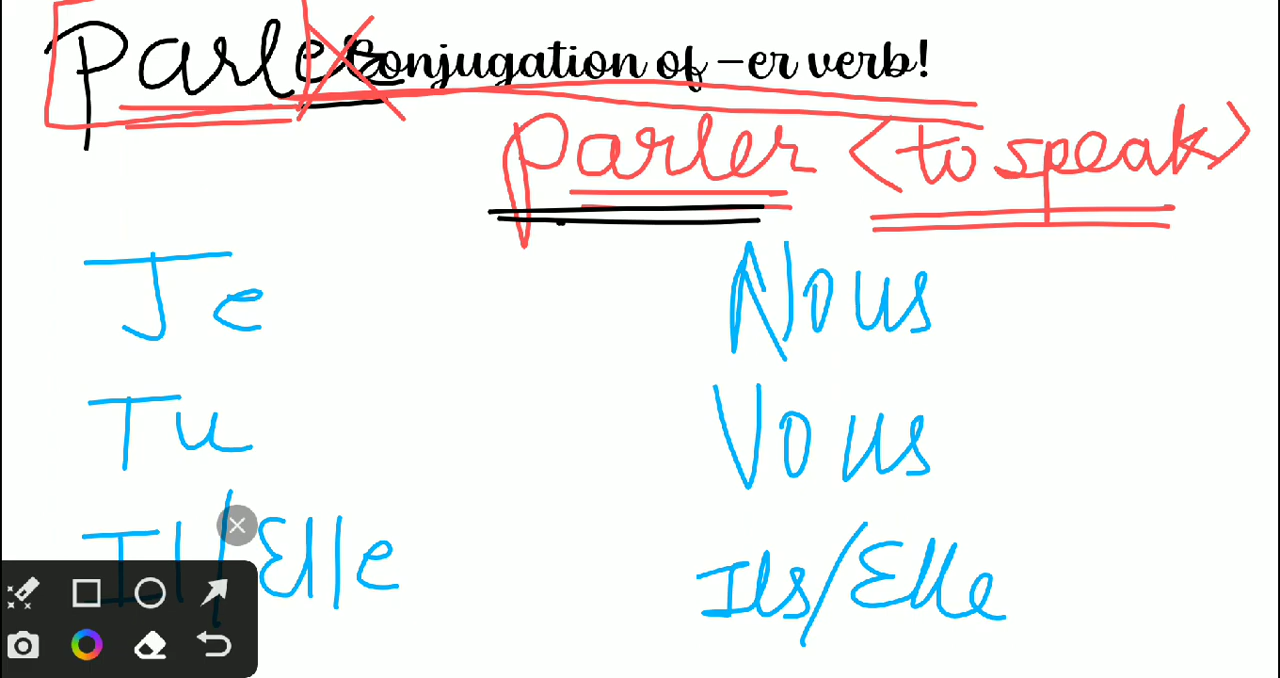 Parler Conjugation of -er verb!
parler <to speak>
Je Nous
Tu Vous
Il/Elle Ils/Elle